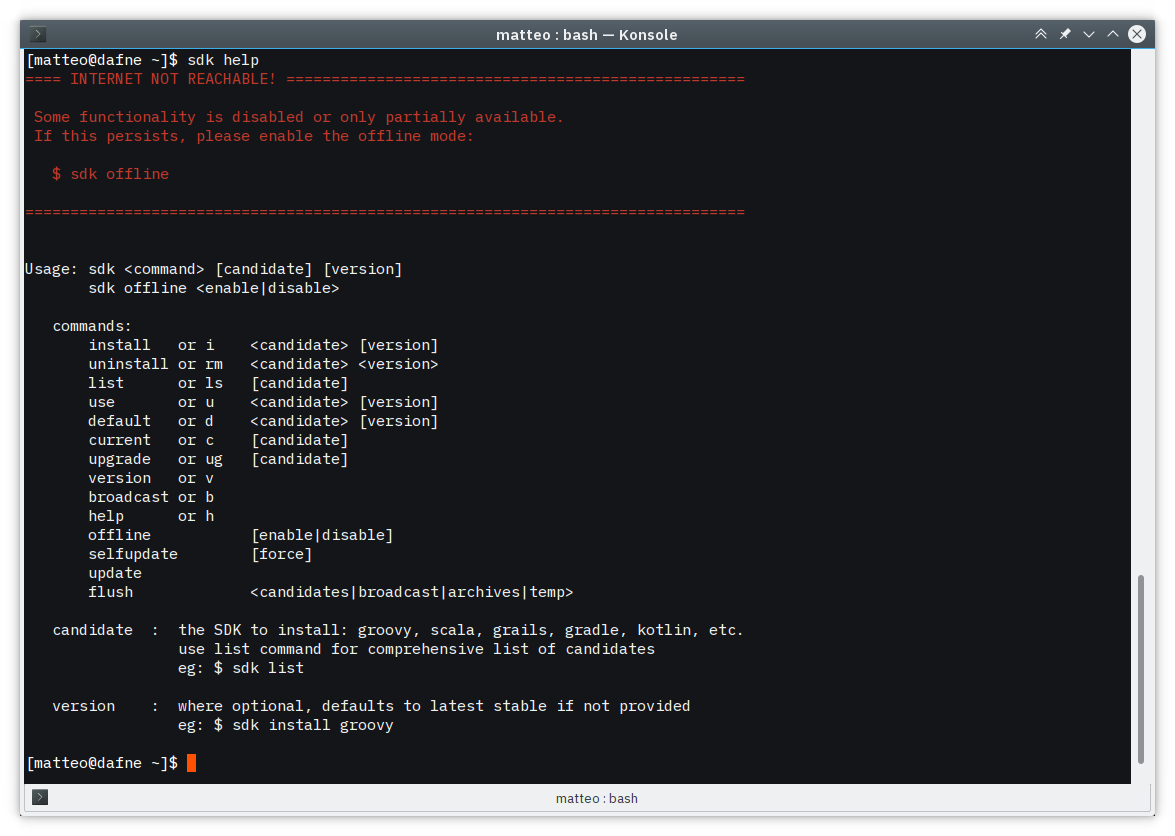 matteo : bash — Konsole
[matteo@dafne ~]$ sdk help
==== INTERNET NOT REACHABLE! ===================================================
 Some functionality is disabled or only partially available.
 If this persists, please enable the offline mode:
   $ sdk offline
================================================================================
Usage: sdk <command> [candidate] [version]
       sdk offline <enable|disable>
   commands:
       install   or i    <candidate> [version]
       uninstall or rm   <candidate> <version>
       list      or ls   [candidate]
       use       or u    <candidate> [version]
       default   or d    <candidate> [version]
       current   or c    [candidate]
       upgrade   or ug   [candidate]
       version   or v
       broadcast or b
       help      or h
       offline           [enable|disable]
       selfupdate        [force]
       update
       flush             <candidates|broadcast|archives|temp>
   candidate  :  the SDK to install: groovy, scala, grails, gradle, kotlin, etc.
                 use list command for comprehensive list of candidates
                 eg: $ sdk list
   version    :  where optional, defaults to latest stable if not provided
                 eg: $ sdk install groovy
[matteo@dafne ~]$
matteo : bash